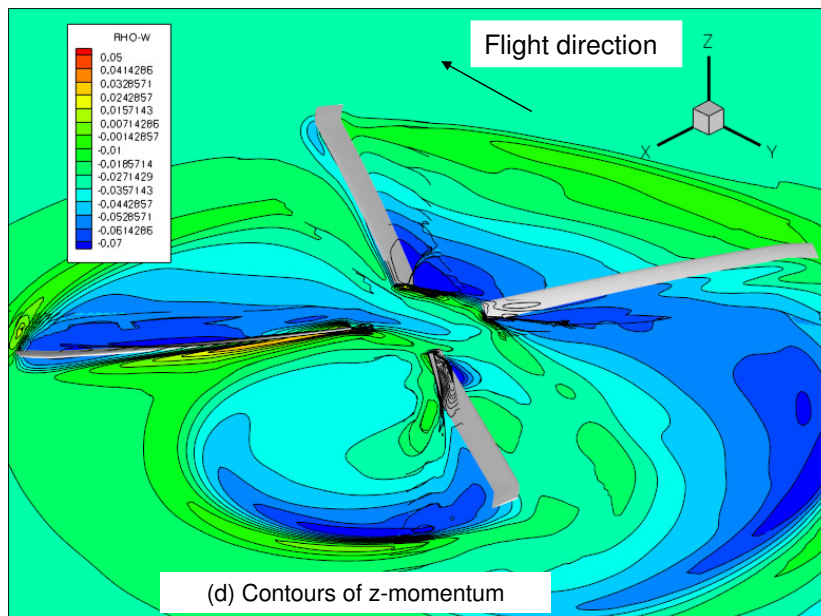 RHO-W
0.05
0.0414286
0.0328571
0.0242857
0.0157143
0.00714286
-0.00142857
-0.01
-0.0185714
-0.0271429
-0.0357143
-0.0442857
-0.0528571
-0.0614286
-0.07
Flight direction
Z
X
Y
(d) Contours of z-momentum